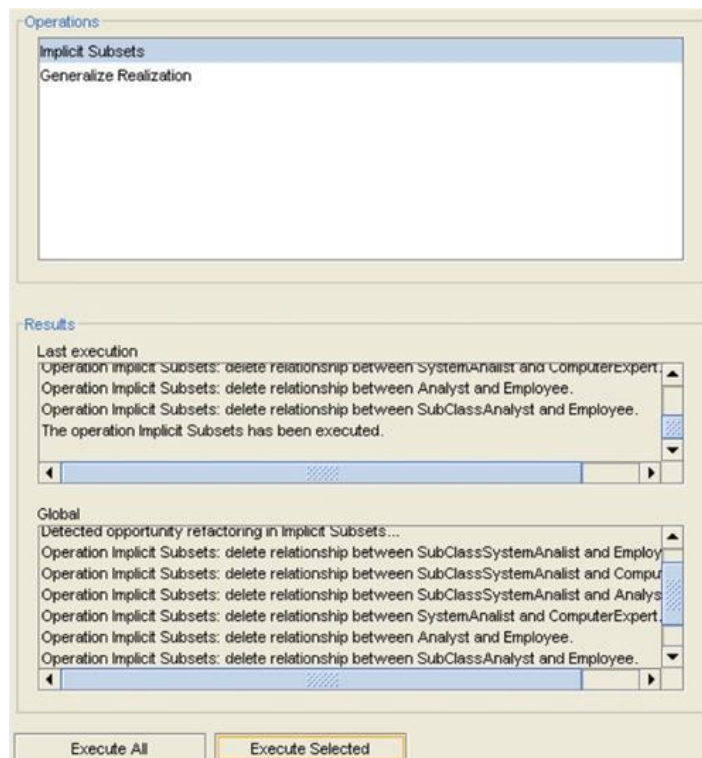 Operations
Implicit Subsets
Generalize Realization
Results
Last execution
Operation Implicit Subsets: delete relationship between SystemAnalist and ComputerExpert.
Operation Implicit Subsets: delete relationship between Analyst and Employee.
Operation Implicit Subsets: delete relationship between SubClassAnalyst and Employee.
The operation Implicit Subsets has been executed.
Global
Detected opportunity refactoring in Implicit Subsets...
Operation Implicit Subsets: delete relationship between SubClassSystemAnalist and Employ
Operation Implicit Subsets: delete relationship between SubClassSystemAnalist and Compu
Operation Implicit Subsets: delete relationship between SubClassSystemAnalist and Analys
Operation Implicit Subsets: delete relationship between SystemAnalist and ComputerExpert.
Operation Implicit Subsets: delete relationship between Analyst and Employee.
Operation Implicit Subsets: delete relationship between SubClassAnalyst and Employee.
Execute All
Execute Selected